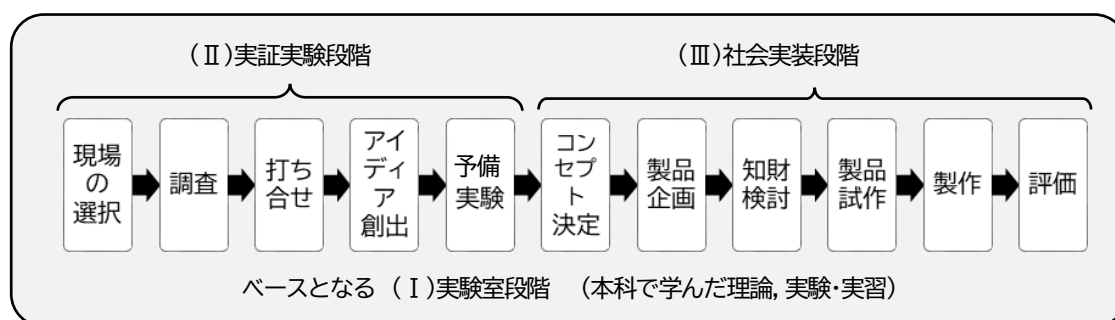 (Ⅱ)実証実験段階
(Ⅲ)社会実装段階
現場
の
選択
調査
打ち
合せ
アイ
ディ
ア
創出
予備
実験
コン
セプ
ト
決定
製品
企画
知財
検討
製品
試作
製作
評価
ベースとなる (Ⅰ)実験室段階 (本科で学んだ理論,実験・実習)